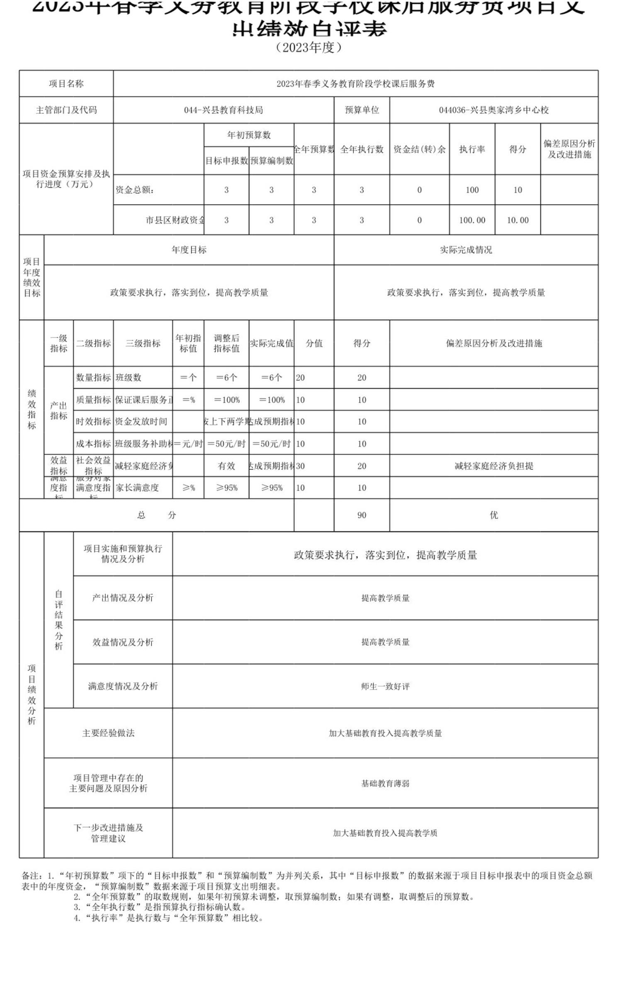 2023年春季义务教育阶段学校课后服务费项目支
出绩效自评表
（2023年度）
项目名称
2023年春季义务教育阶段学校课后服务费
主管部门及代码
044-兴县教育科技局
预算单位
044036-兴县奥家湾乡中心校
项目资金预算安排及执
行进度（万元）
年初预算数
目标申报数
预算编制数
全年预算数
全年执行数
资金结(转)余
执行率
得分
偏差原因分析
及改进措施
资金总额：
3
3
3
3
0
100
10
市县区财政资金
3
3
3
3
0
100.00
10.00
项目
年度
绩效
目标
年度目标
实际完成情况
政策要求执行，落实到位，提高教学质量
政策要求执行，落实到位，提高教学质量
绩
效
指
标
一级
指标
二级指标
三级指标
年初指
标值
调整后
指标值
实际完成值
分值
得分
偏差原因分析及改进措施
产出
指标
数量指标
班级数
＝个
＝6个
＝6个
20
20
质量指标
保证课后服务正
＝%
＝100%
＝100%
10
10
时效指标
资金发放时间
按上下两学期
达成预期指标
10
10
成本指标
班级服务补助标
＝元/时
＝50元/时
＝50元/时
10
10
效益
指标
社会效益
指标
减轻家庭经济负
有效
达成预期指标
30
20
减轻家庭经济负担提
满意
度指
标
服务对象
满意度指
标
家长满意度
≥%
≥95%
≥95%
10
10
总 分
90
优
项
目
绩
效
分
析
自
评
结
果
分
析
项目实施和预算执行
情况及分析
政策要求执行，落实到位，提高教学质量
产出情况及分析
提高教学质量
效益情况及分析
提高教学质量
满意度情况及分析
师生一致好评
主要经验做法
加大基础教育投入提高教学质量
项目管理中存在的
主要问题及原因分析
基础教育薄弱
下一步改进措施及
管理建议
加大基础教育投入提高教学质
备注：1.“年初预算数”项下的“目标申报数”和“预算编制数”为并列关系，其中“目标申报数”的数据来源于项目目标申报表中的项目资金总额
表中的年度资金，“预算编制数”数据来源于项目预算支出明细表。
2.“全年预算数”的取数规则，如果年初预算未调整，取预算编制数；如果有调整，取调整后的预算数。
3.“全年执行数”是指预算执行指标确认数。
4.“执行率”是执行数与“全年预算数”相比较。